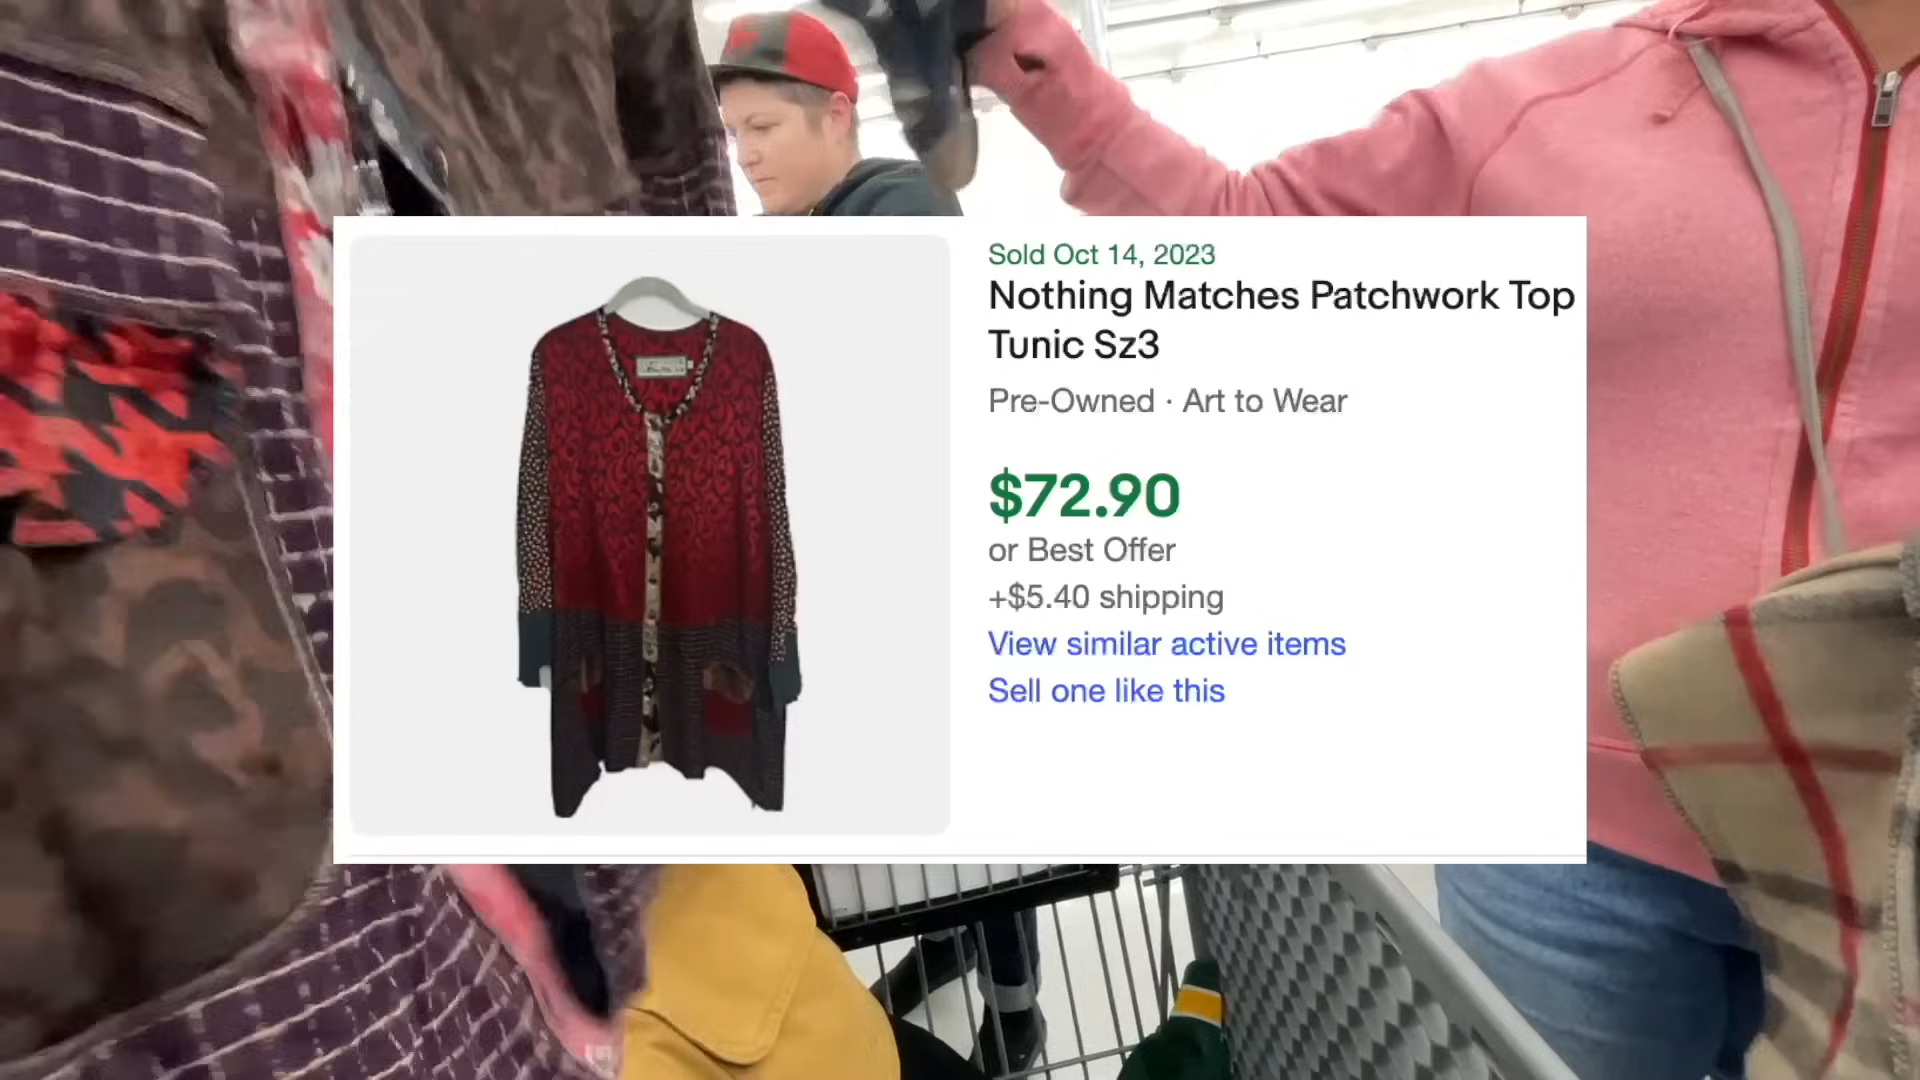 Sold Oct 14, 2023
Nothing Matches Patchwork Top
Tunic Sz3
Pre-Owned · Art to Wear
$72.90
or Best Offer
+$5.40 shipping
View similar active items
Sell one like this